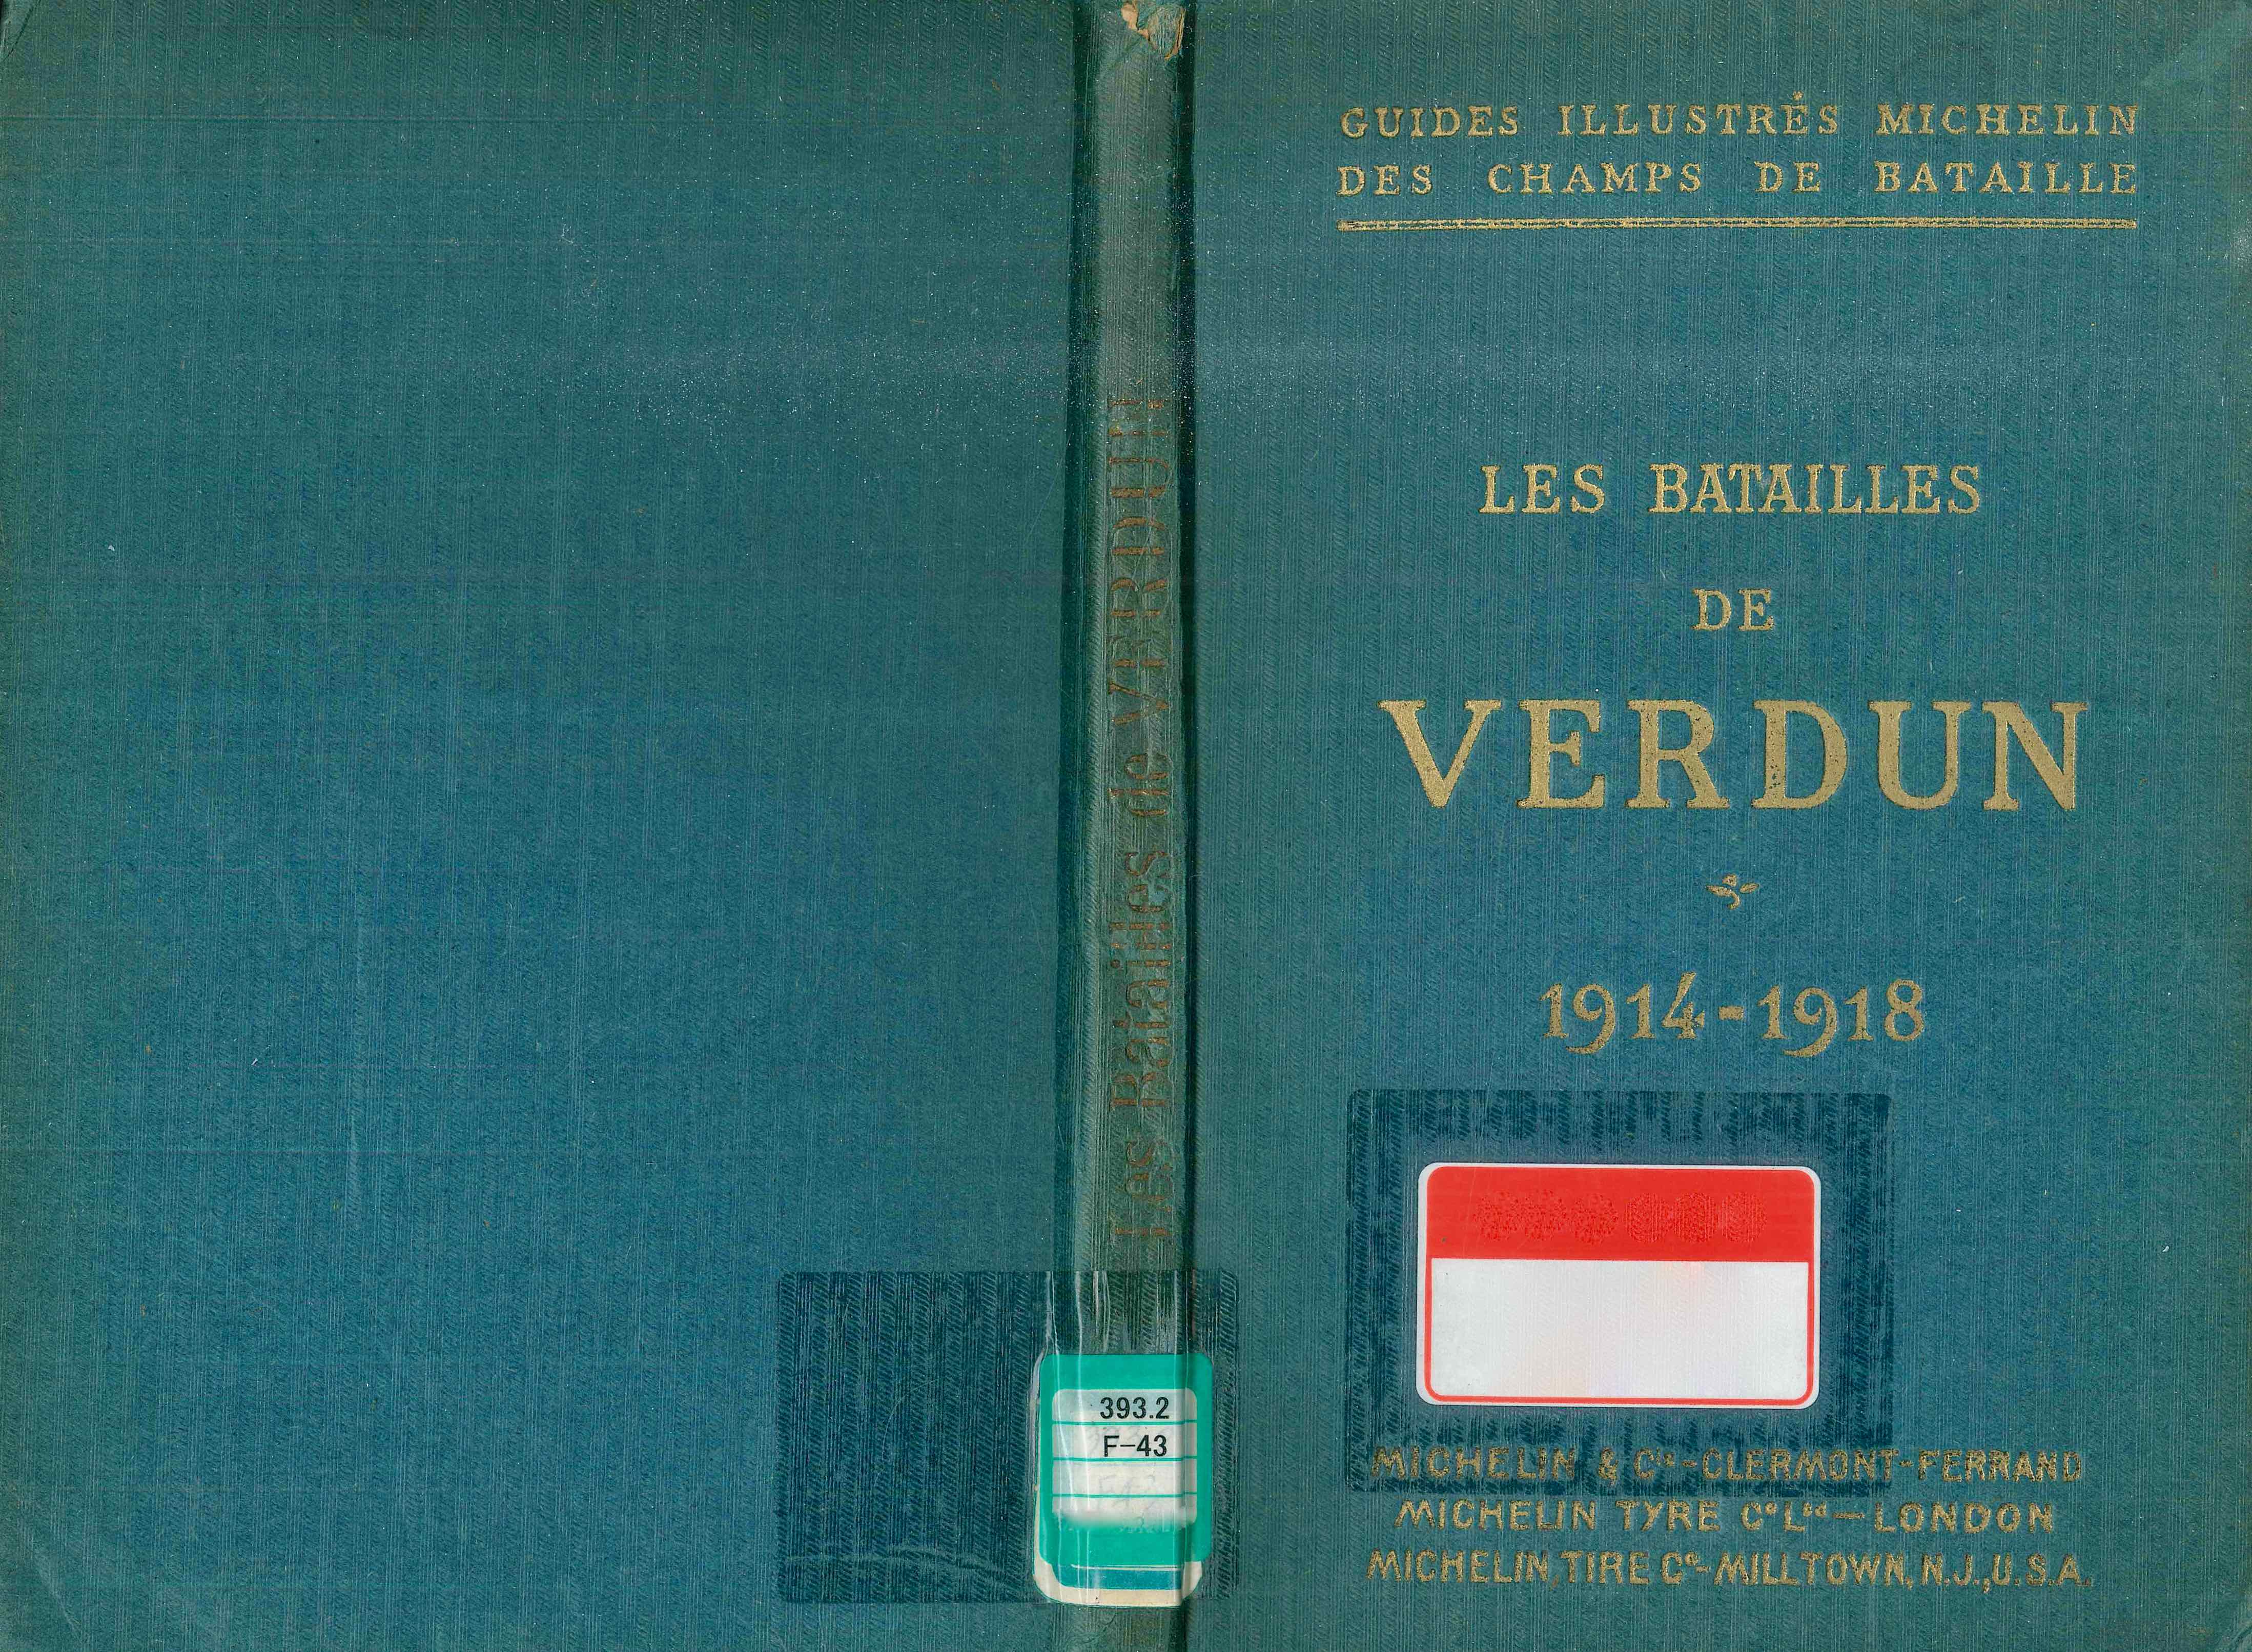 GUIDES ILLUSTRÉS MICHELIN
DES CHAMPS DE BATAILLE
LES BATAILLES
DE
VERDUN
1914-1918
MICHELIN & Cie-CLERMONT-FERRAND
MICHELIN TYRE Co Ltd — LONDON
MICHELIN TIRE Co-MILLTOWN, N.J., U.S.A.
Les Batailles de VERDUN
393.2
F-43